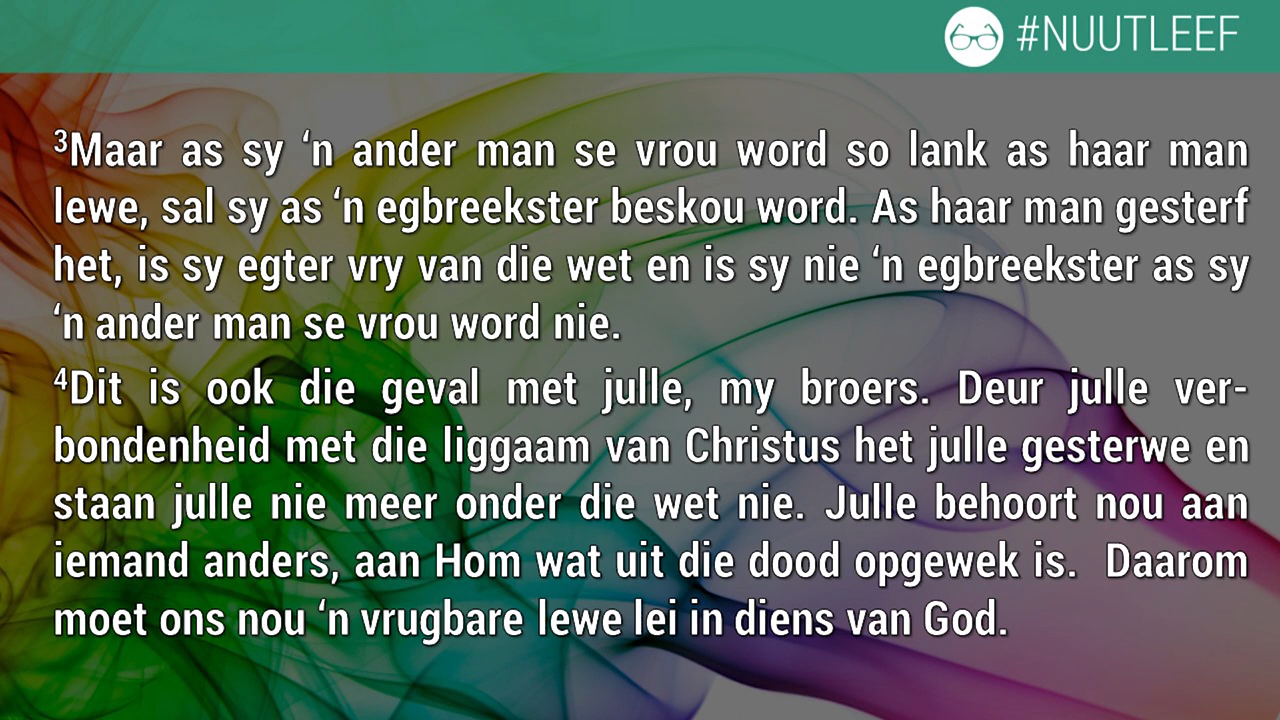 #NUUTLEEF
³Maar as sy ‘n ander man se vrou word so lank as haar man
lewe, sal sy as ‘n egbreekster beskou word. As haar man gesterf
het, is sy egter vry van die wet en is sy nie ‘n egbreekster as sy
‘n ander man se vrou word nie.
⁴Dit is ook die geval met julle, my broers. Deur julle ver-
bondenheid met die liggaam van Christus het julle gesterwe en
staan julle nie meer onder die wet nie. Julle behoort nou aan
iemand anders, aan Hom wat uit die dood opgewek is.  Daarom
moet ons nou ‘n vrugbare lewe lei in diens van God.